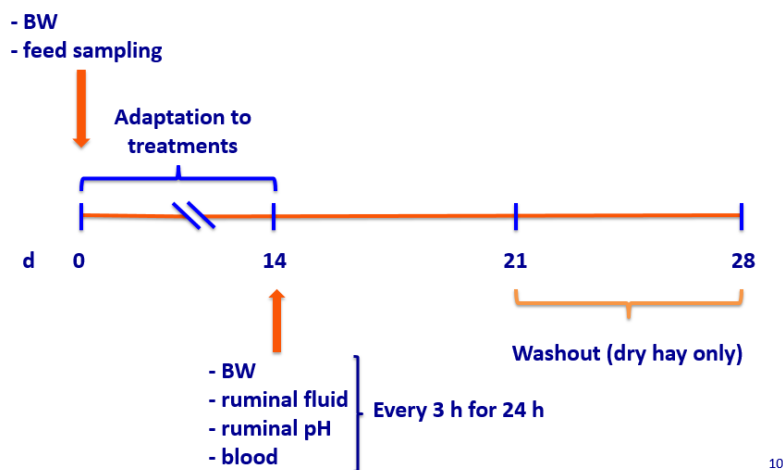 - BW
- feed sampling
Adaptation to
treatments
d 0 14 21 28
Washout (dry hay only)
- BW
- ruminal fluid
- ruminal pH
- blood
Every 3 h for 24 h
10